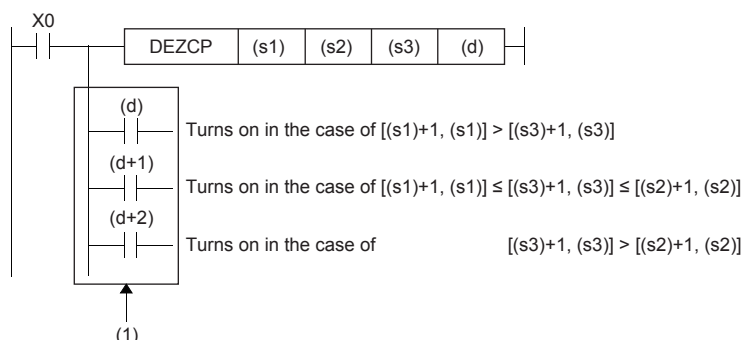 X0
DEZCP (s1) (s2) (s3) (d)
(d)
Turns on in the case of [(s1)+1, (s1)] > [(s3)+1, (s3)]
(d+1)
Turns on in the case of [(s1)+1, (s1)] ≤ [(s3)+1, (s3)] ≤ [(s2)+1, (s2)]
(d+2)
Turns on in the case of [(s3)+1, (s3)] > [(s2)+1, (s2)]
(1)